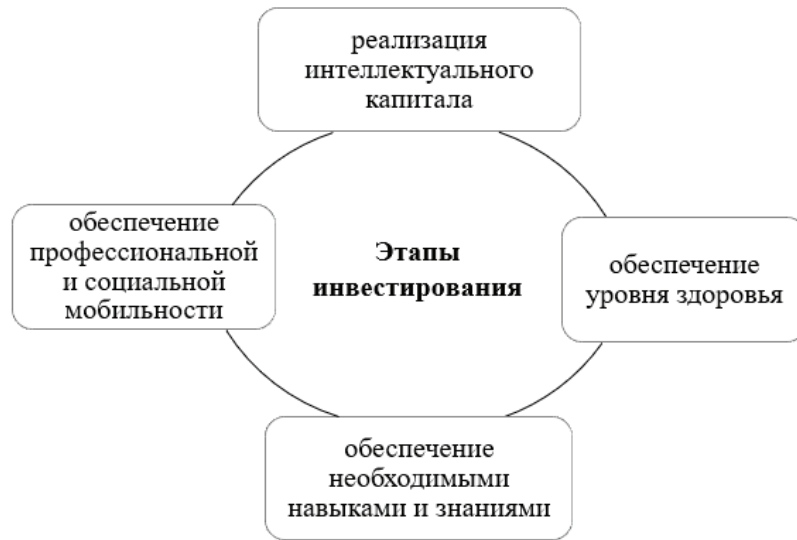 реализация
интеллектуального
капитала
обеспечение
профессиональной
и социальной
мобильности
Этапы
инвестирования
обеспечение
уровня здоровья
обеспечение
необходимыми
навыками и знаниями